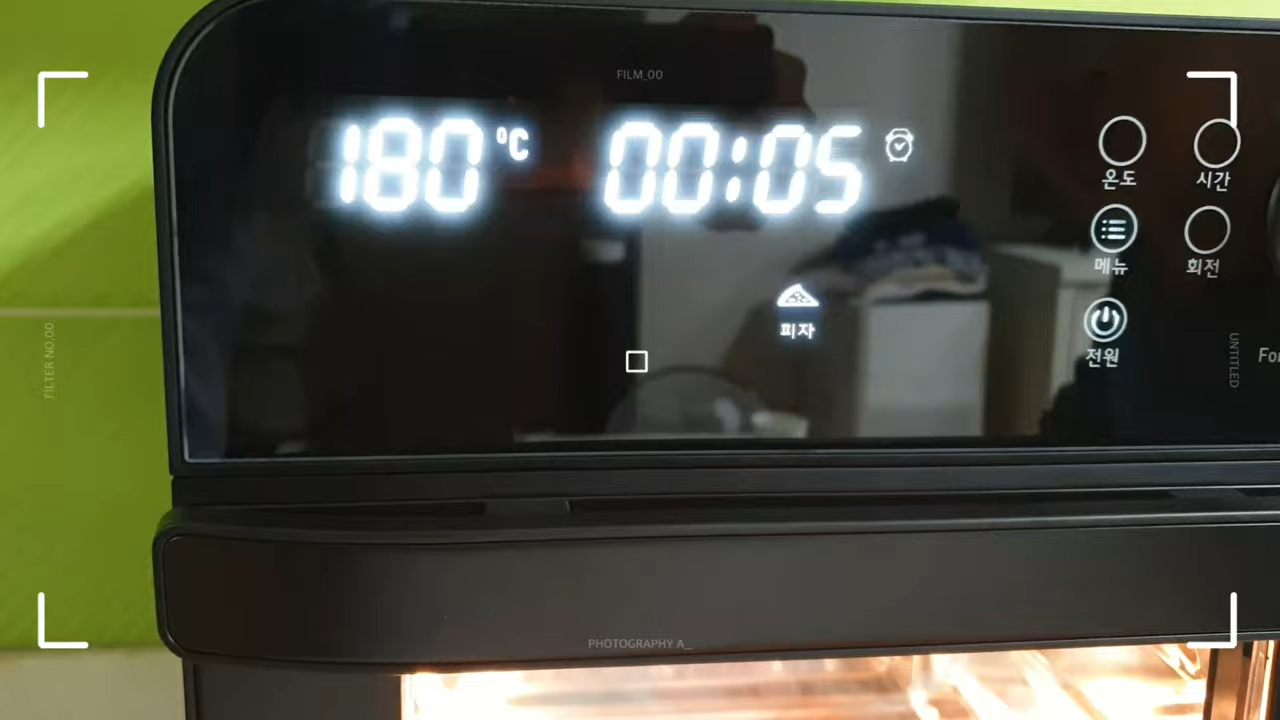 FILM_00
180 °C 00:05
온도 시간
메뉴 회전
피자
전원
FILTER NO.00
UNTITLED
PHOTOGRAPHY A_